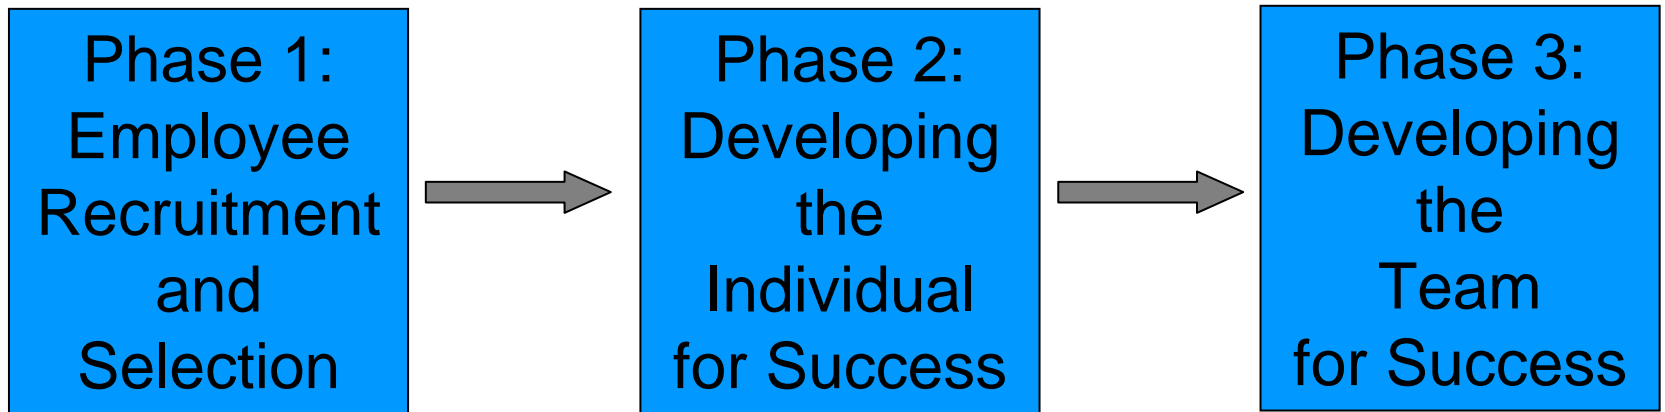 Phase 1:
Employee
Recruitment
and
Selection
Phase 2:
Developing
the
Individual
for Success
Phase 3:
Developing
the
Team
for Success